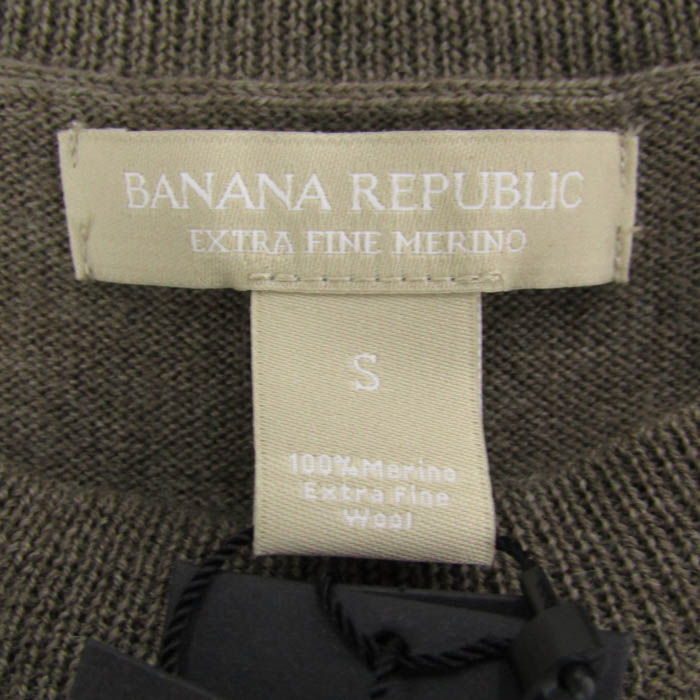 BANANA REPUBLIC
EXTRA FINE MERINO
S
100%Merino
Extra Fine
Wool